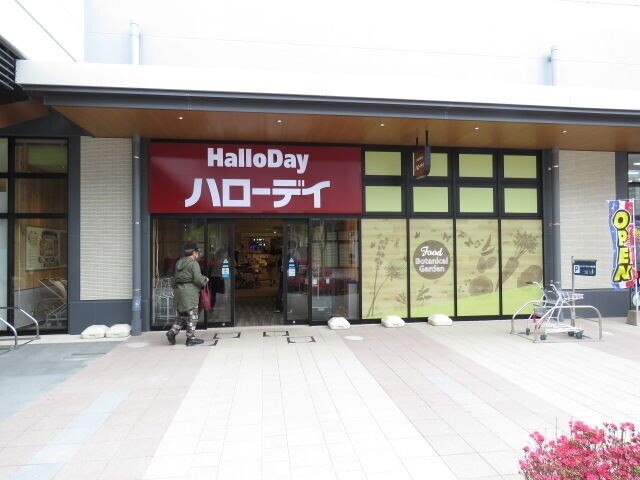 HalloDay
ハローデイ
Food
Botanical
Garden
OPEN